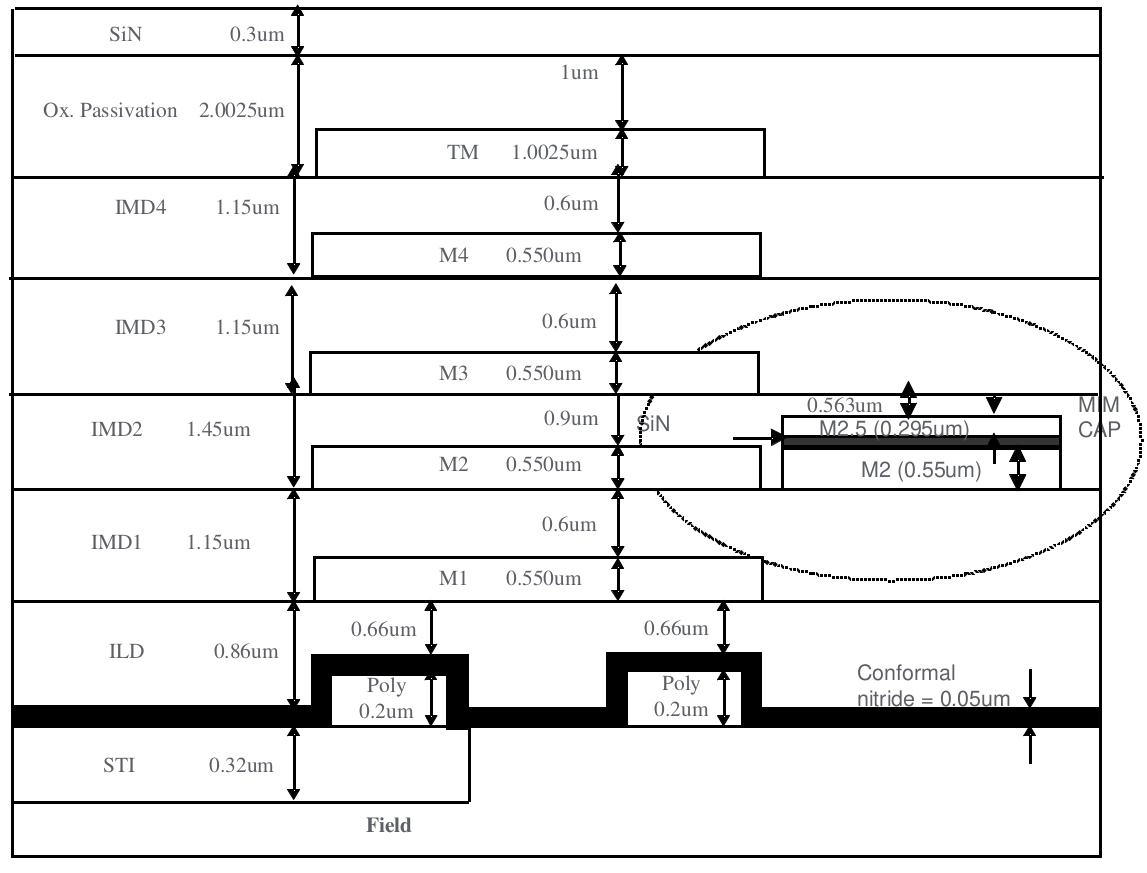 SiN 0.3um
1um
Ox. Passivation 2.0025um
TM 1.0025um
IMD4 1.15um
0.6um
M4 0.550um
IMD3 1.15um
0.6um
M3 0.550um
0.563um
MIM
CAP
0.9um
SiN
IMD2 1.45um
M2.5 (0.295um)
M2 0.550um
M2 (0.55um)
0.6um
IMD1 1.15um
M1 0.550um
0.66um
0.66um
ILD 0.86um
Poly
0.2um
Poly
0.2um
Conformal
nitride = 0.05um
STI 0.32um
Field